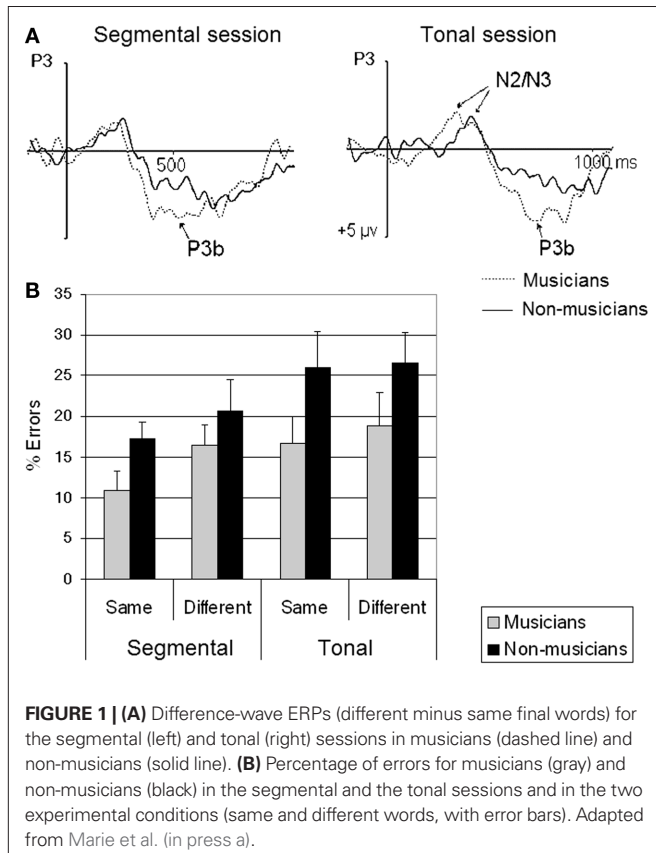 A
Segmental session
Tonal session
P3
P3
N2/N3
500
1000 ms
P3b
+5 µv
P3b
Musicians
Non-musicians
B
35
30
25
20
15
10
5
0
% Errors
Same
Different
Same
Different
Segmental
Tonal
Musicians
Non-musicians
FIGURE 1 | (A) Difference-wave ERPs (different minus same final words) for
the segmental (left) and tonal (right) sessions in musicians (dashed line) and
non-musicians (solid line). (B) Percentage of errors for musicians (gray) and
non-musicians (black) in the segmental and the tonal sessions and in the two
experimental conditions (same and different words, with error bars). Adapted
from Marie et al. (in press a).